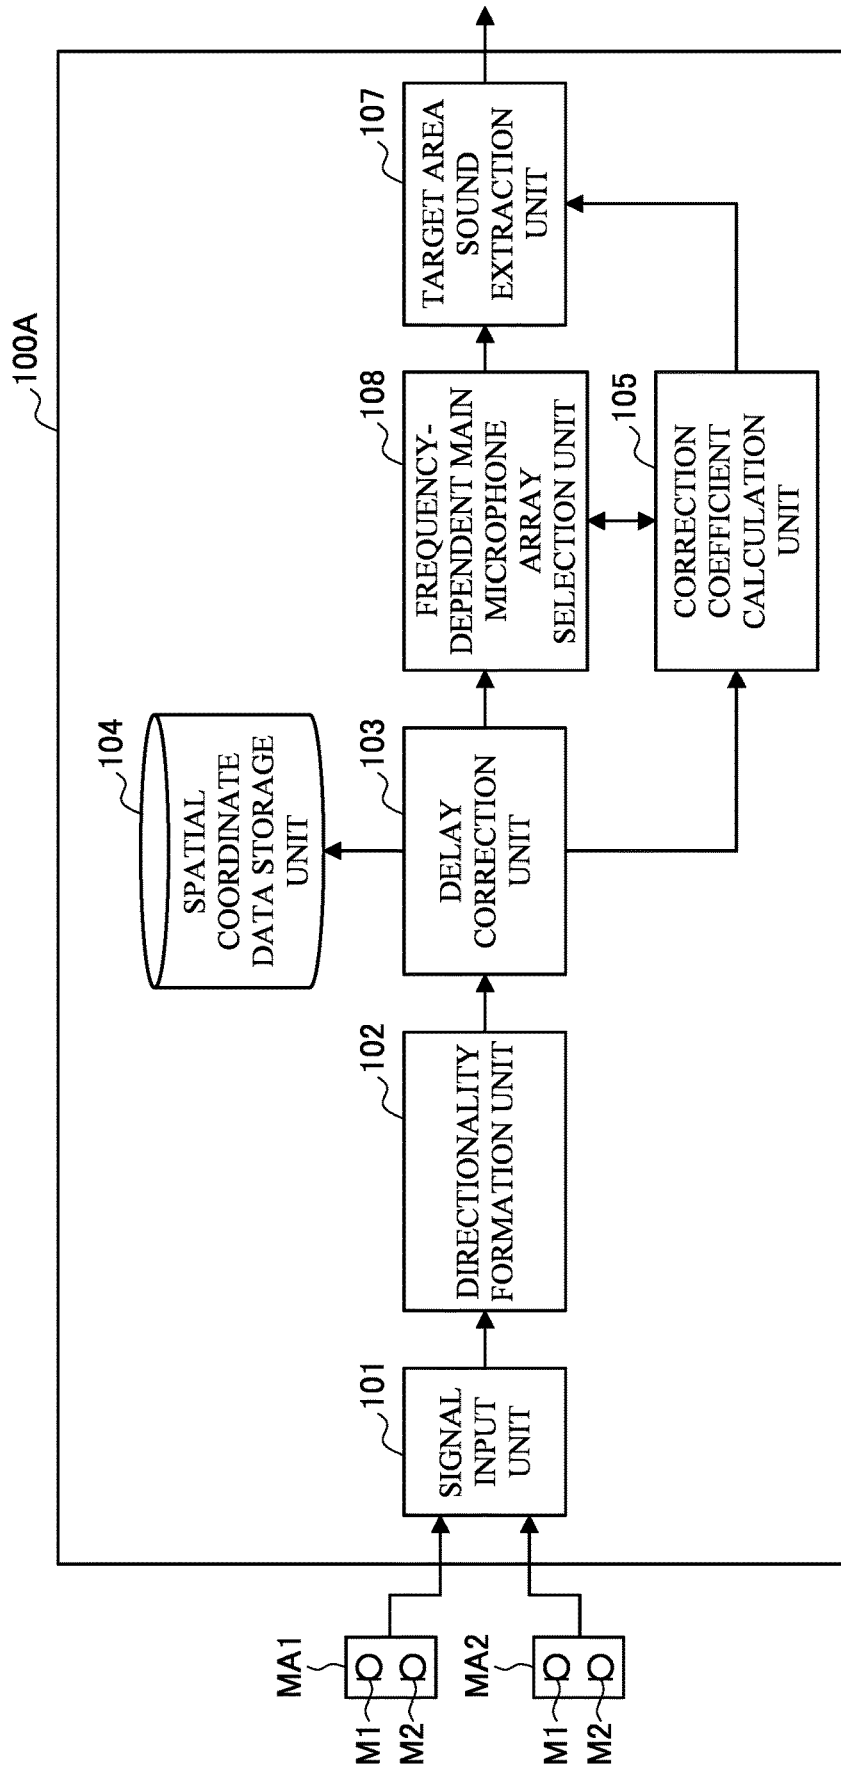 100A
MA1
M1
M2
MA2
M1
M2
101
SIGNAL
INPUT
UNIT
102
DIRECTIONALITY
FORMATION UNIT
104
SPATIAL
COORDINATE
DATA STORAGE
UNIT
103
DELAY
CORRECTION
UNIT
108
FREQUENCY-
DEPENDENT MAIN
MICROPHONE
ARRAY
SELECTION UNIT
105
CORRECTION
COEFFICIENT
CALCULATION
UNIT
107
TARGET AREA
SOUND
EXTRACTION
UNIT